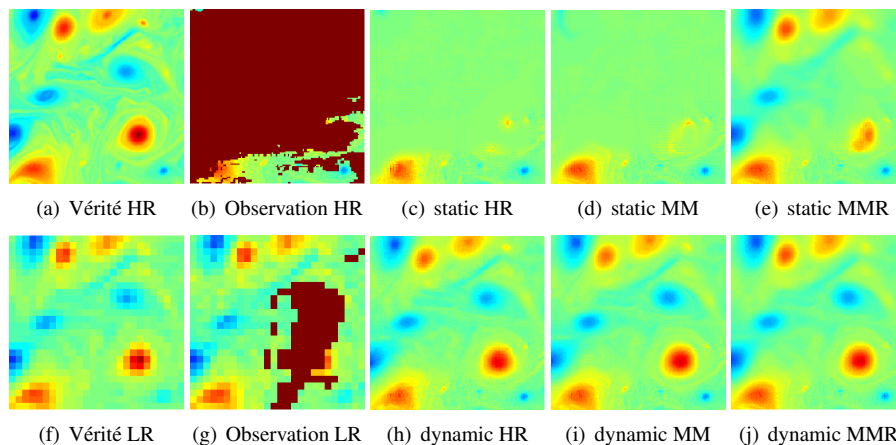 (a) Vérité HR
(b) Observation HR
(c) static HR
(d) static MM
(e) static MMR
(f) Vérité LR
(g) Observation LR
(h) dynamic HR
(i) dynamic MM
(j) dynamic MMR